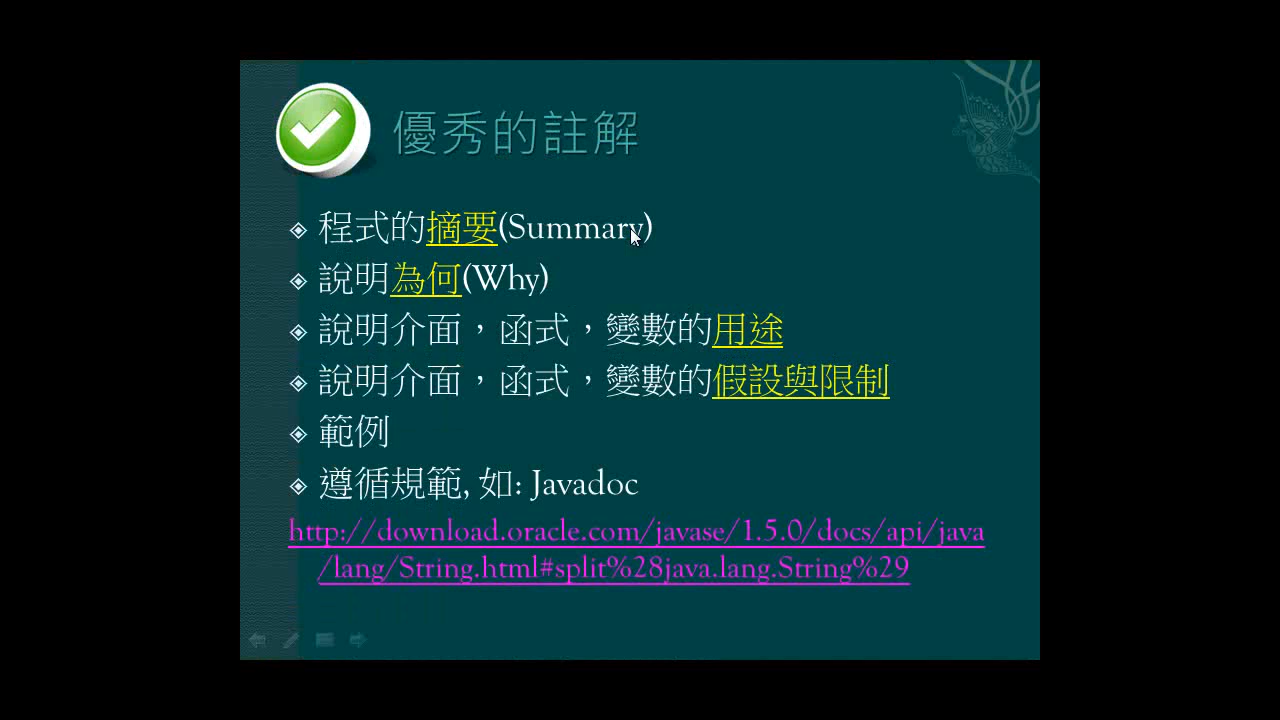 優秀的註解
程式的摘要(Summary)
說明為何(Why)
說明介面，函式，變數的用途
說明介面，函式，變數的假設與限制
範例
遵循規範, 如: Javadoc
http://download.oracle.com/javase/1.5.0/docs/api/java
/lang/String.html#split%28java.lang.String%29